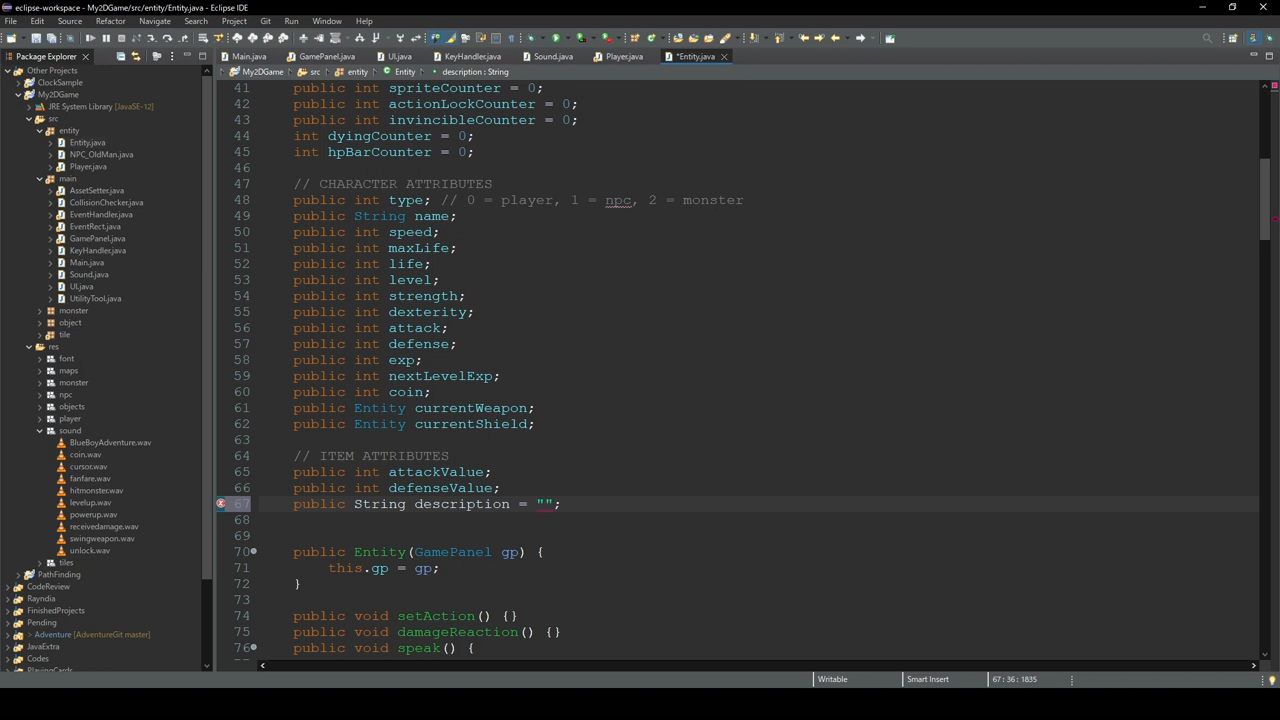 eclipse-workspace - My2DGame/src/entity/Entity.java - Eclipse IDE
File Edit Source Refactor Navigate Search Project Git Run Window Help
Package Explorer
Main.java GamePanel.java UI.java KeyHandler.java Sound.java Player.java *Entity.java
My2DGame src entity Entity description : String
Other Projects
ClockSample
My2DGame
JRE System Library [JavaSE-12]
src
entity
Entity.java
NPC_OldMan.java
Player.java
main
AssetSetter.java
CollisionChecker.java
EventHandler.java
EventRect.java
GamePanel.java
KeyHandler.java
Main.java
Sound.java
UI.java
UtilityTool.java
monster
object
tile
res
font
maps
monster
npc
objects
player
sound
BlueBoyAdventure.wav
coin.wav
cursor.wav
fanfare.wav
hitmonster.wav
levelup.wav
powerup.wav
receivedamage.wav
swingweapon.wav
unlock.wav
tiles
PathFinding
CodeReview
Rayndia
FinishedProjects
Pending
> Adventure [AdventureGit master]
JavaExtra
Codes
PlayingCards
41 public int spriteCounter = 0;
42 public int actionLockCounter = 0;
43 public int invincibleCounter = 0;
44 int dyingCounter = 0;
45 int hpBarCounter = 0;
46
47 // CHARACTER ATTRIBUTES
48 public int type; // 0 = player, 1 = npc, 2 = monster
49 public String name;
50 public int speed;
51 public int maxLife;
52 public int life;
53 public int level;
54 public int strength;
55 public int dexterity;
56 public int attack;
57 public int defense;
58 public int exp;
59 public int nextLevelExp;
60 public int coin;
61 public Entity currentWeapon;
62 public Entity currentShield;
63
64 // ITEM ATTRIBUTES
65 public int attackValue;
66 public int defenseValue;
67 public String description = "";
68
69
70 public Entity(GamePanel gp) {
71 this.gp = gp;
72 }
73
74 public void setAction() {}
75 public void damageReaction() {}
76 public void speak() {
Writable Smart Insert 67 : 36 : 1835